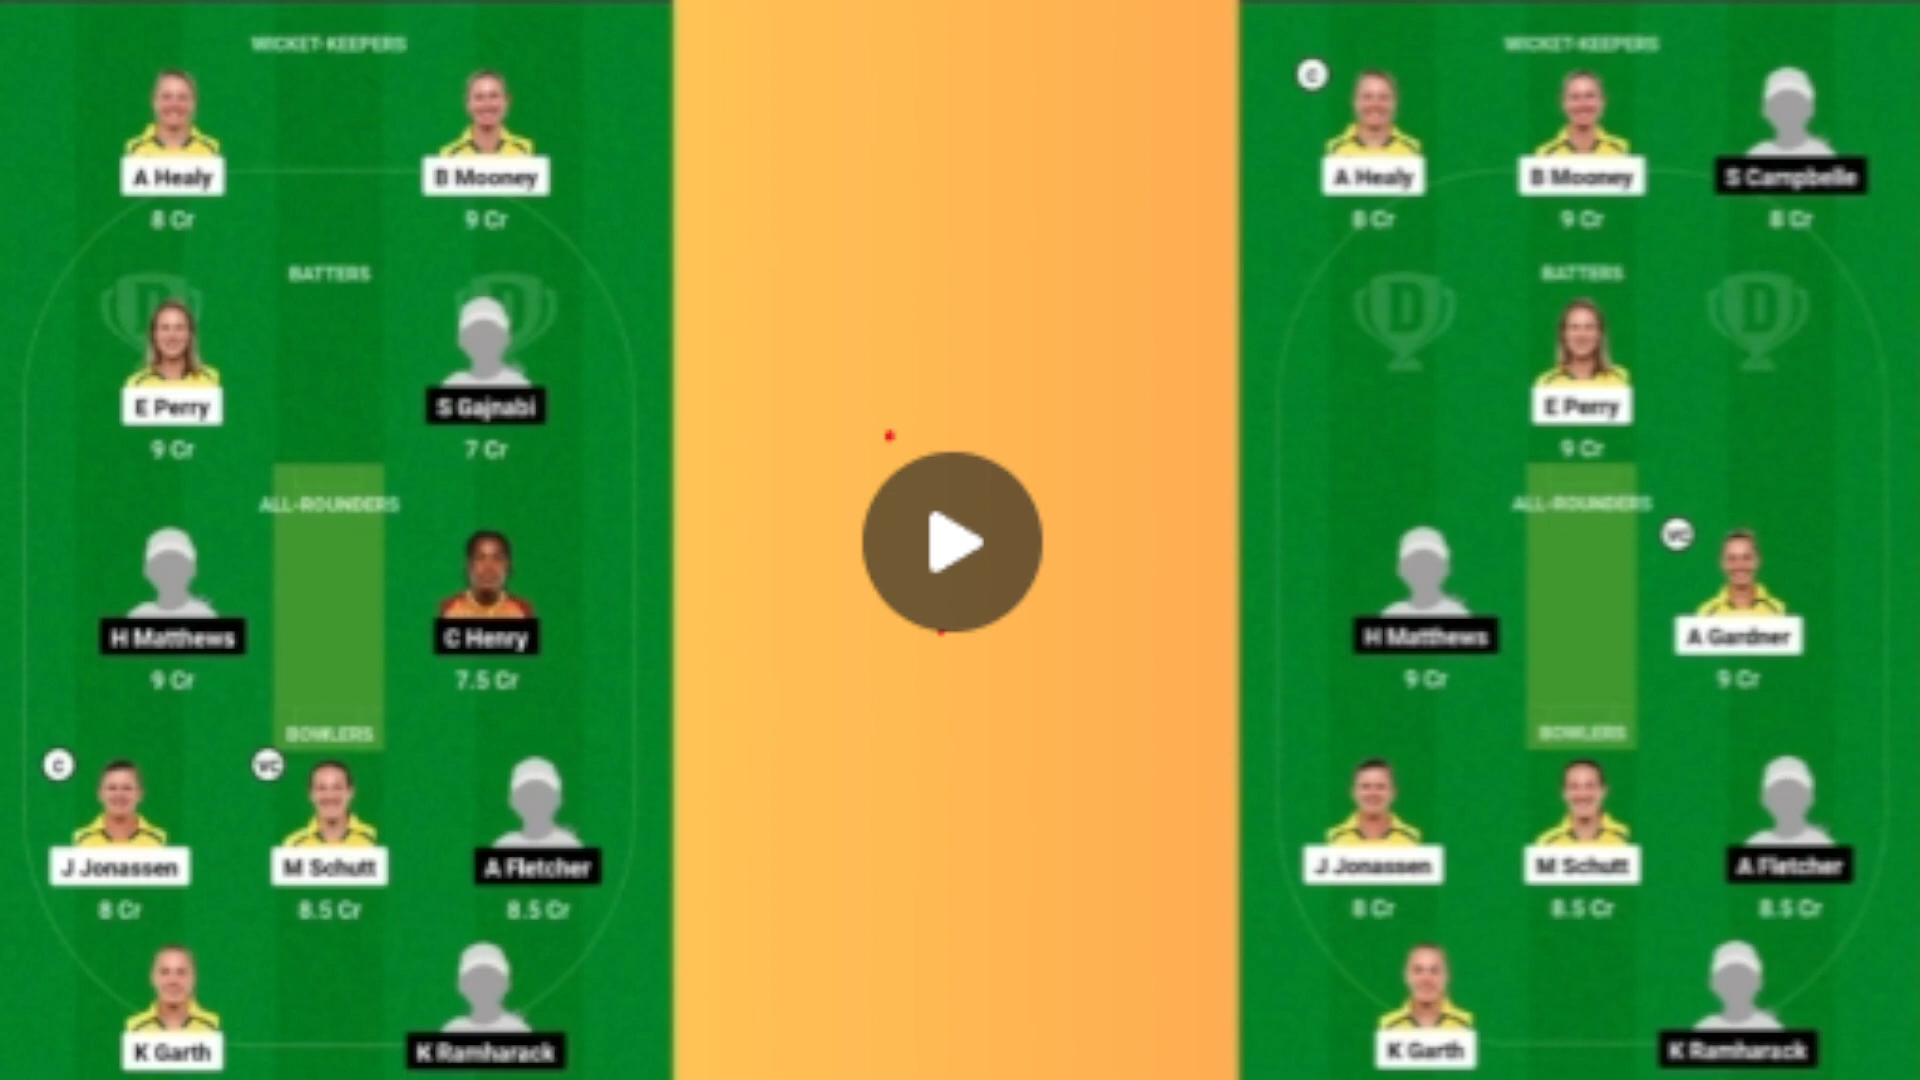 WICKET-KEEPERS
A Healy
B Mooney
8 Cr
9 Cr
BATTERS
D
D
E Perry
S Gajnabi
9 Cr
7 Cr
ALL-ROUNDERS
H Matthews
C Henry
9 Cr
7.5 Cr
BOWLERS
C
VC
J Jonassen
M Schutt
A Fletcher
8 Cr
8.5 Cr
8.5 Cr
K Garth
K Ramharack
WICKET-KEEPERS
C
A Healy
B Mooney
S Campbelle
8 Cr
9 Cr
8 Cr
BATTERS
D
D
E Perry
9 Cr
ALL-ROUNDERS
VC
H Matthews
A Gardner
9 Cr
9 Cr
BOWLERS
J Jonassen
M Schutt
A Fletcher
8 Cr
8.5 Cr
8.5 Cr
K Garth
K Ramharack